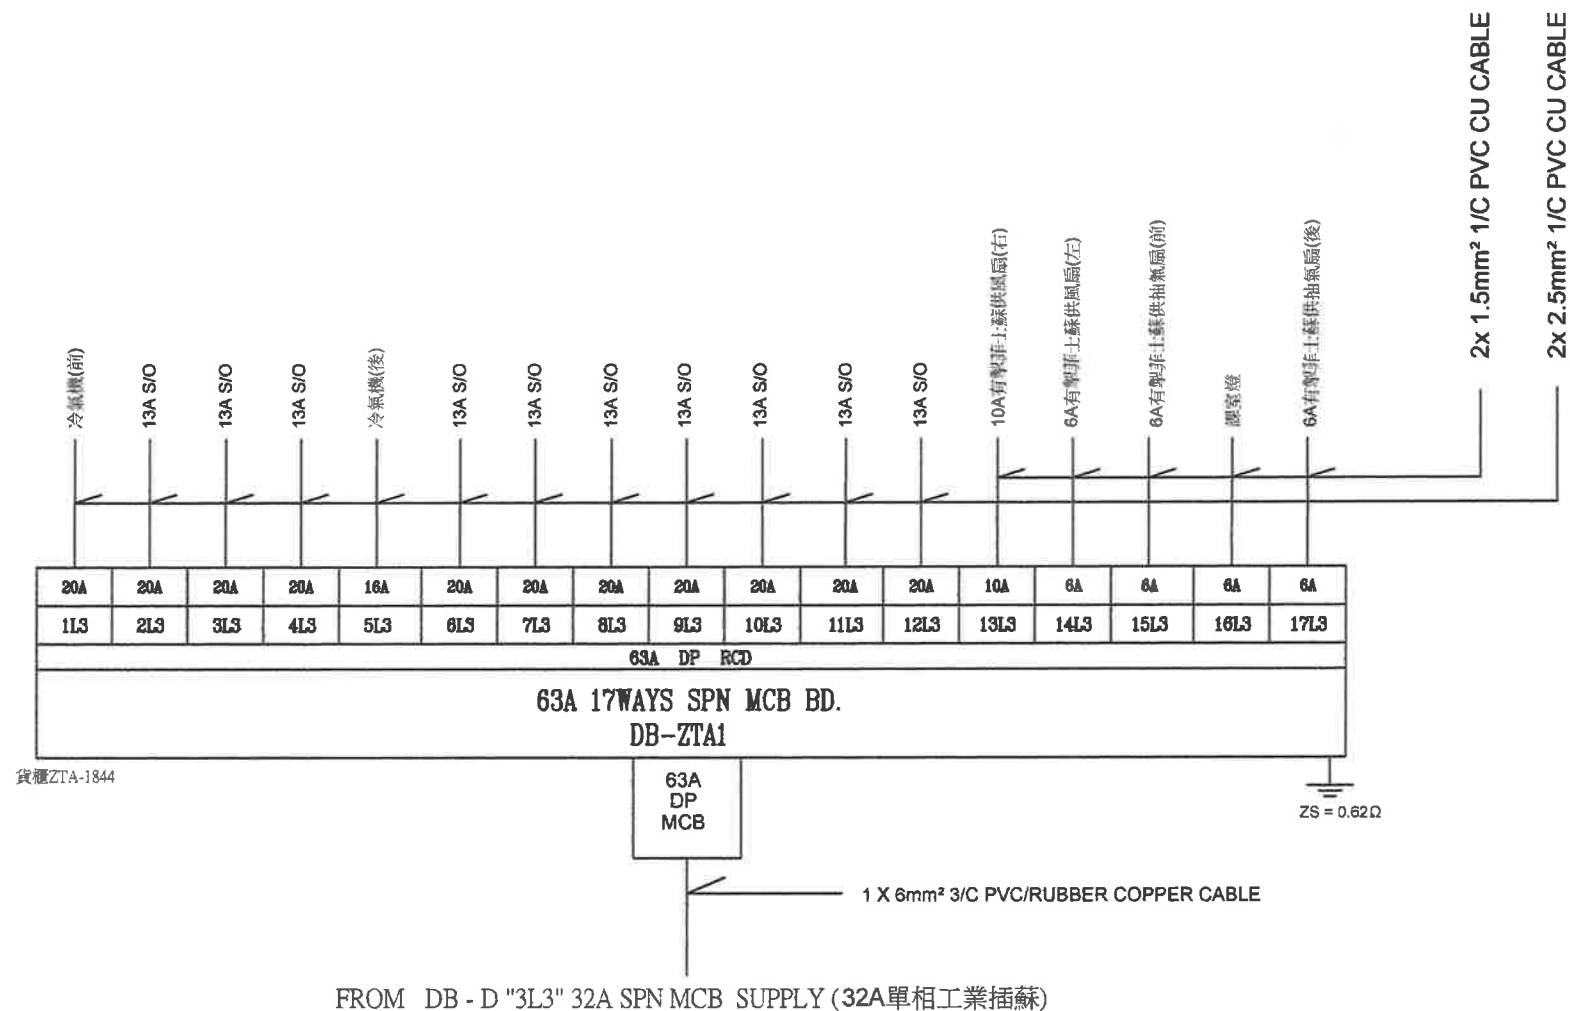 2x 1.5mm² 1/C PVC CU CABLE
2x 2.5mm² 1/C PVC CU CABLE
冷氣機(前)
13A S/O
13A S/O
13A S/O
冷氣機(後)
13A S/O
13A S/O
13A S/O
13A S/O
13A S/O
13A S/O
13A S/O
10A有掣菲士蘇供風扇(右)
6A有掣菲士蘇供風扇(左)
6A有掣菲士蘇供抽氣扇(前)
課室燈
6A有掣菲士蘇供抽氣扇(後)
20A 20A 20A 20A 16A 20A 20A 20A 20A 20A 20A 20A 10A 6A 6A 6A 6A
1L3 2L3 3L3 4L3 5L3 6L3 7L3 8L3 9L3 10L3 11L3 12L3 13L3 14L3 15L3 16L3 17L3
63A DP RCD
63A 17WAYS SPN MCB BD.
DB-ZTA1
貨櫃ZTA-1844
63A
DP
MCB
ZS = 0.62Ω
1 X 6mm² 3/C PVC/RUBBER COPPER CABLE
FROM DB - D "3L3" 32A SPN MCB SUPPLY (32A單相工業插蘇)